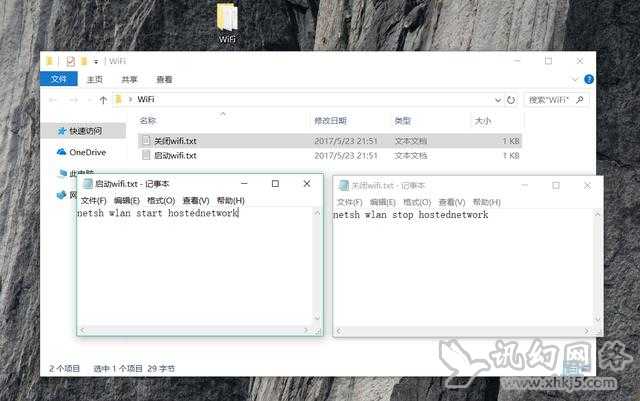 WiFi
WiFi
文件
主页
共享
查看
WiFi
搜索"WiFi"
名称
修改日期
类型
大小
快速访问
关闭wifi.txt
2017/5/23 21:51
文本文档
1 KB
OneDrive
启动wifi.txt
2017/5/23 21:51
文本文档
1 KB
此电脑
启动wifi.txt - 记事本
文件(F) 编辑(E) 格式(O) 查看(V) 帮助(H)
netsh wlan start hostednetwork
关闭wifi.txt - 记事本
文件(F) 编辑(E) 格式(O) 查看(V) 帮助(H)
netsh wlan stop hostednetwork
网
2 个项目
选中 1 个项目 29 字节
讯幻网络
www.xhkj5.com